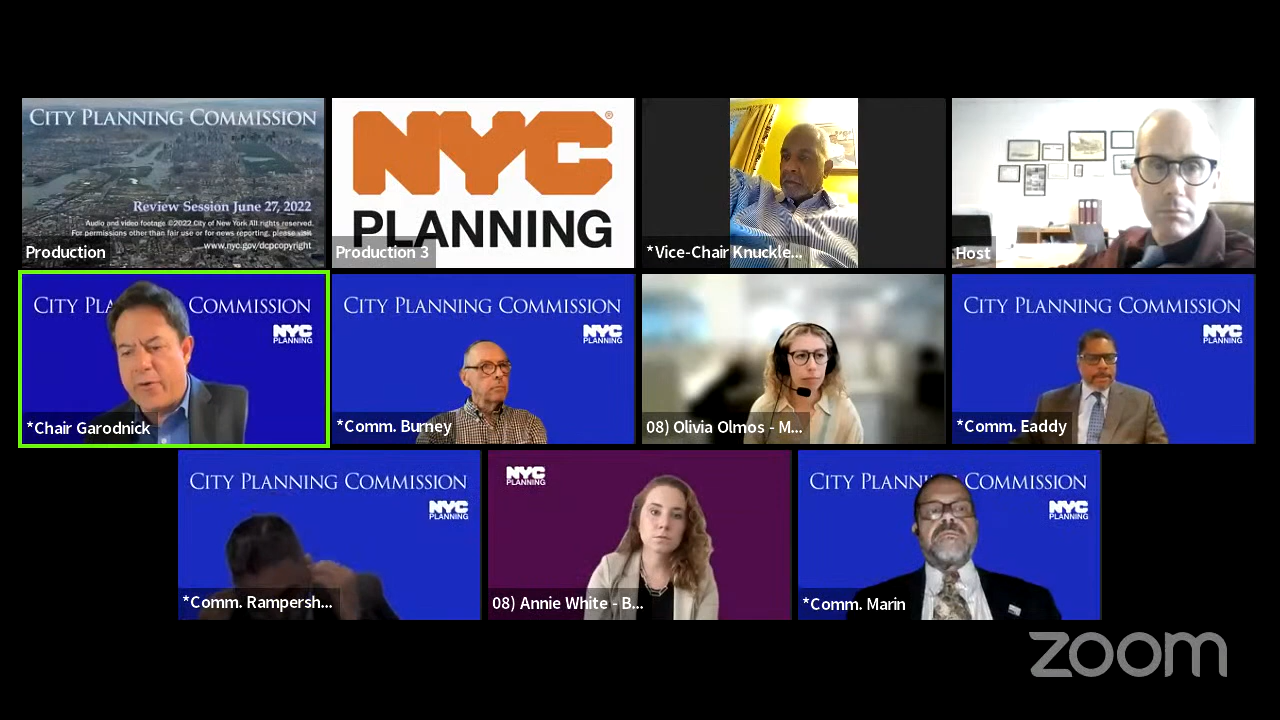 CITY PLANNING COMMISSION
Review Session June 27, 2022
Audio and video footage ©2022 City of New York All rights reserved.
For permissions other than fair use or for news reporting, please visit
www.nyc.gov/dcpcopyright
Production
NYC®
PLANNING
Production 3
*Vice-Chair Knuckle...
Host
CITY PLA COMMISSION
NYC
PLANNING
*Chair Garodnick
CITY PLANNING COMMISSION
NYC
PLANNING
*Comm. Burney
08) Olivia Olmos - M...
CITY PLANNING COMMISSION
NYC
PLANNING
*Comm. Eaddy
CITY PLANNING COMMISSION
NYC
PLANNING
*Comm. Rampersh...
NYC
PLANNING
08) Annie White - B...
CITY PLANNING COMMISSION
NYC
PLANNING
*Comm. Marin
zoom